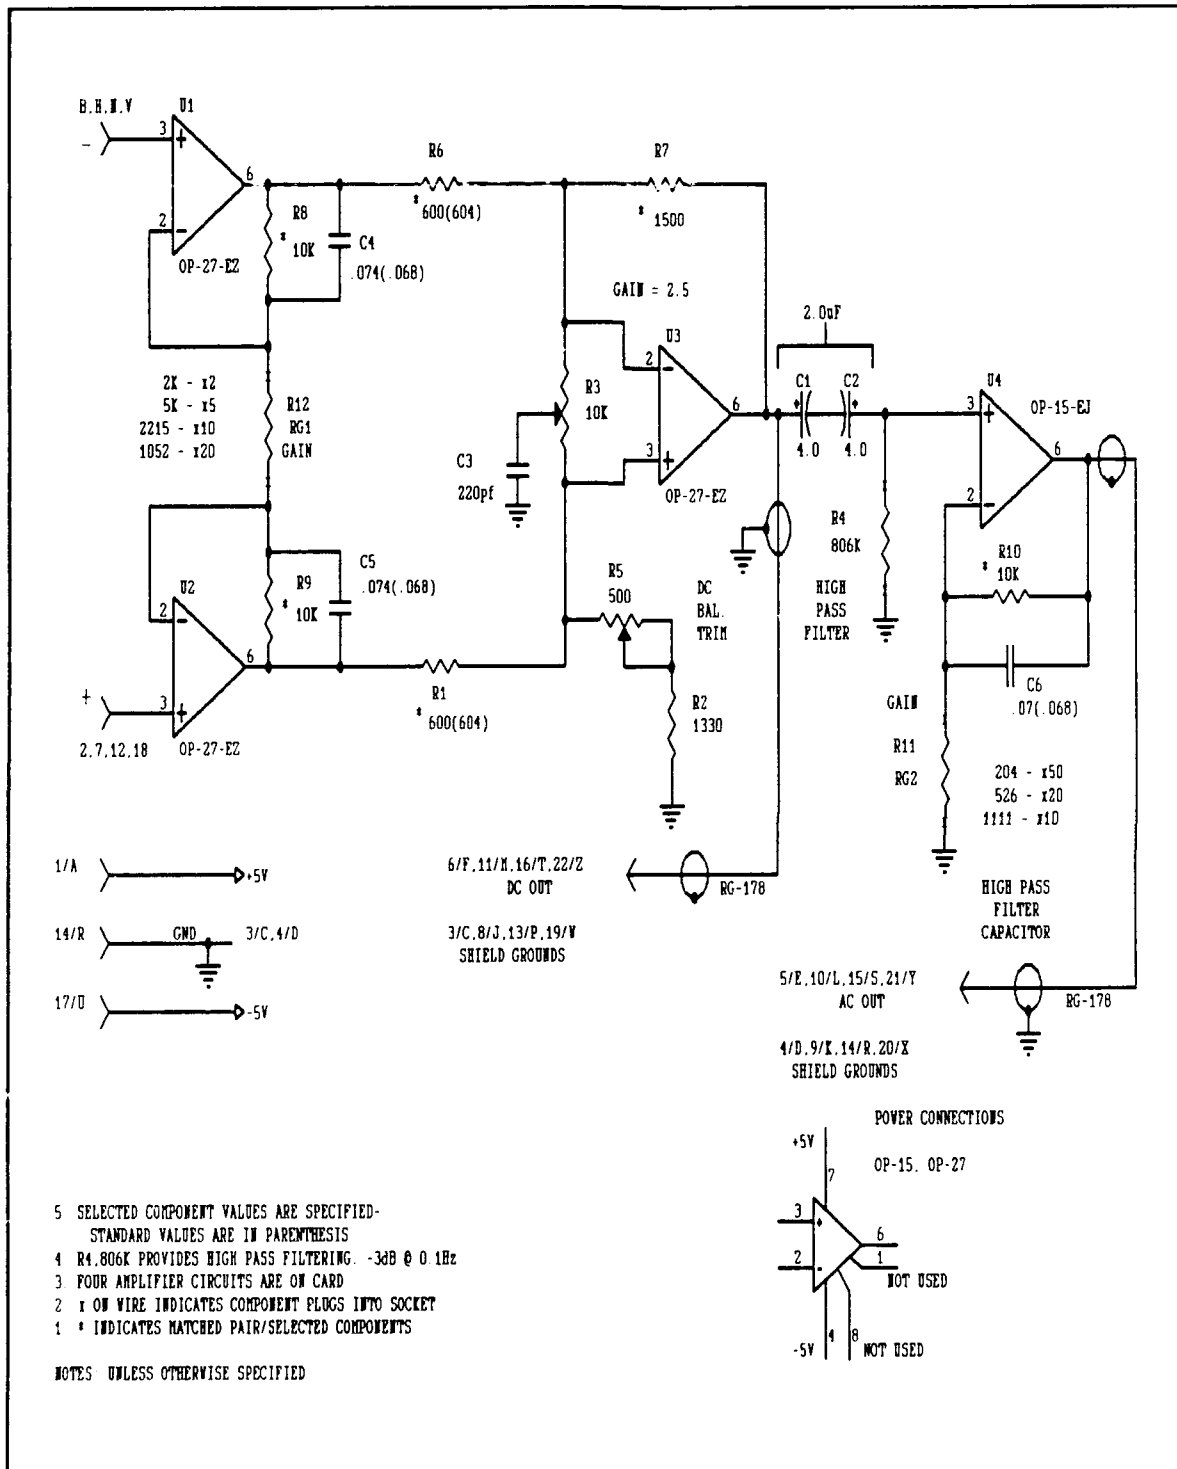 B.H.N.V
U1
-
3
+
6
2
-
OP-27-EZ
R8
* 10K
C4
.074(.068)
R6
* 600(604)
R7
* 1500
GAIN = 2.5
2K - x2
5K - x5
2215 - x10
1052 - x20
R12
RG1
GAIN
R3
10K
C3
220pf
U3
2
-
3
+
6
OP-27-EZ
2.0uF
C1
C2
+
+
4.0
4.0
U4
OP-15-EJ
3
+
6
2
-
R4
806K
HIGH
PASS
FILTER
* R10
10K
C6
.07(.068)
GAIN
R11
RG2
204 - x50
526 - x20
1111 - x10
U2
2
-
6
+
3
+
2,7,12,18
OP-27-EZ
R9
* 10K
C5
.074(.068)
R1
* 600(604)
R5
500
DC
BAL.
TRIM
R2
1330
1/A
+5V
14/R
GND
3/C,4/D
17/U
-5V
6/F,11/M,16/T,22/Z
DC OUT
RG-178
3/C,8/J,13/P,19/W
SHIELD GROUNDS
HIGH PASS
FILTER
CAPACITOR
5/E,10/L,15/S,21/Y
AC OUT
RG-178
4/D,9/K,14/R,20/X
SHIELD GROUNDS
POWER CONNECTIONS
OP-15, OP-27
+5V
7
3
+
6
2
-
1
NOT USED
-5V
4
8
NOT USED
5 SELECTED COMPONENT VALUES ARE SPECIFIED-
STANDARD VALUES ARE IN PARENTHESIS
4 R4,806K PROVIDES HIGH PASS FILTERING. -3dB @ 0.1Hz
3 FOUR AMPLIFIER CIRCUITS ARE ON CARD
2 x ON WIRE INDICATES COMPONENT PLUGS INTO SOCKET
1 * INDICATES MATCHED PAIR/SELECTED COMPONENTS
NOTES UNLESS OTHERWISE SPECIFIED